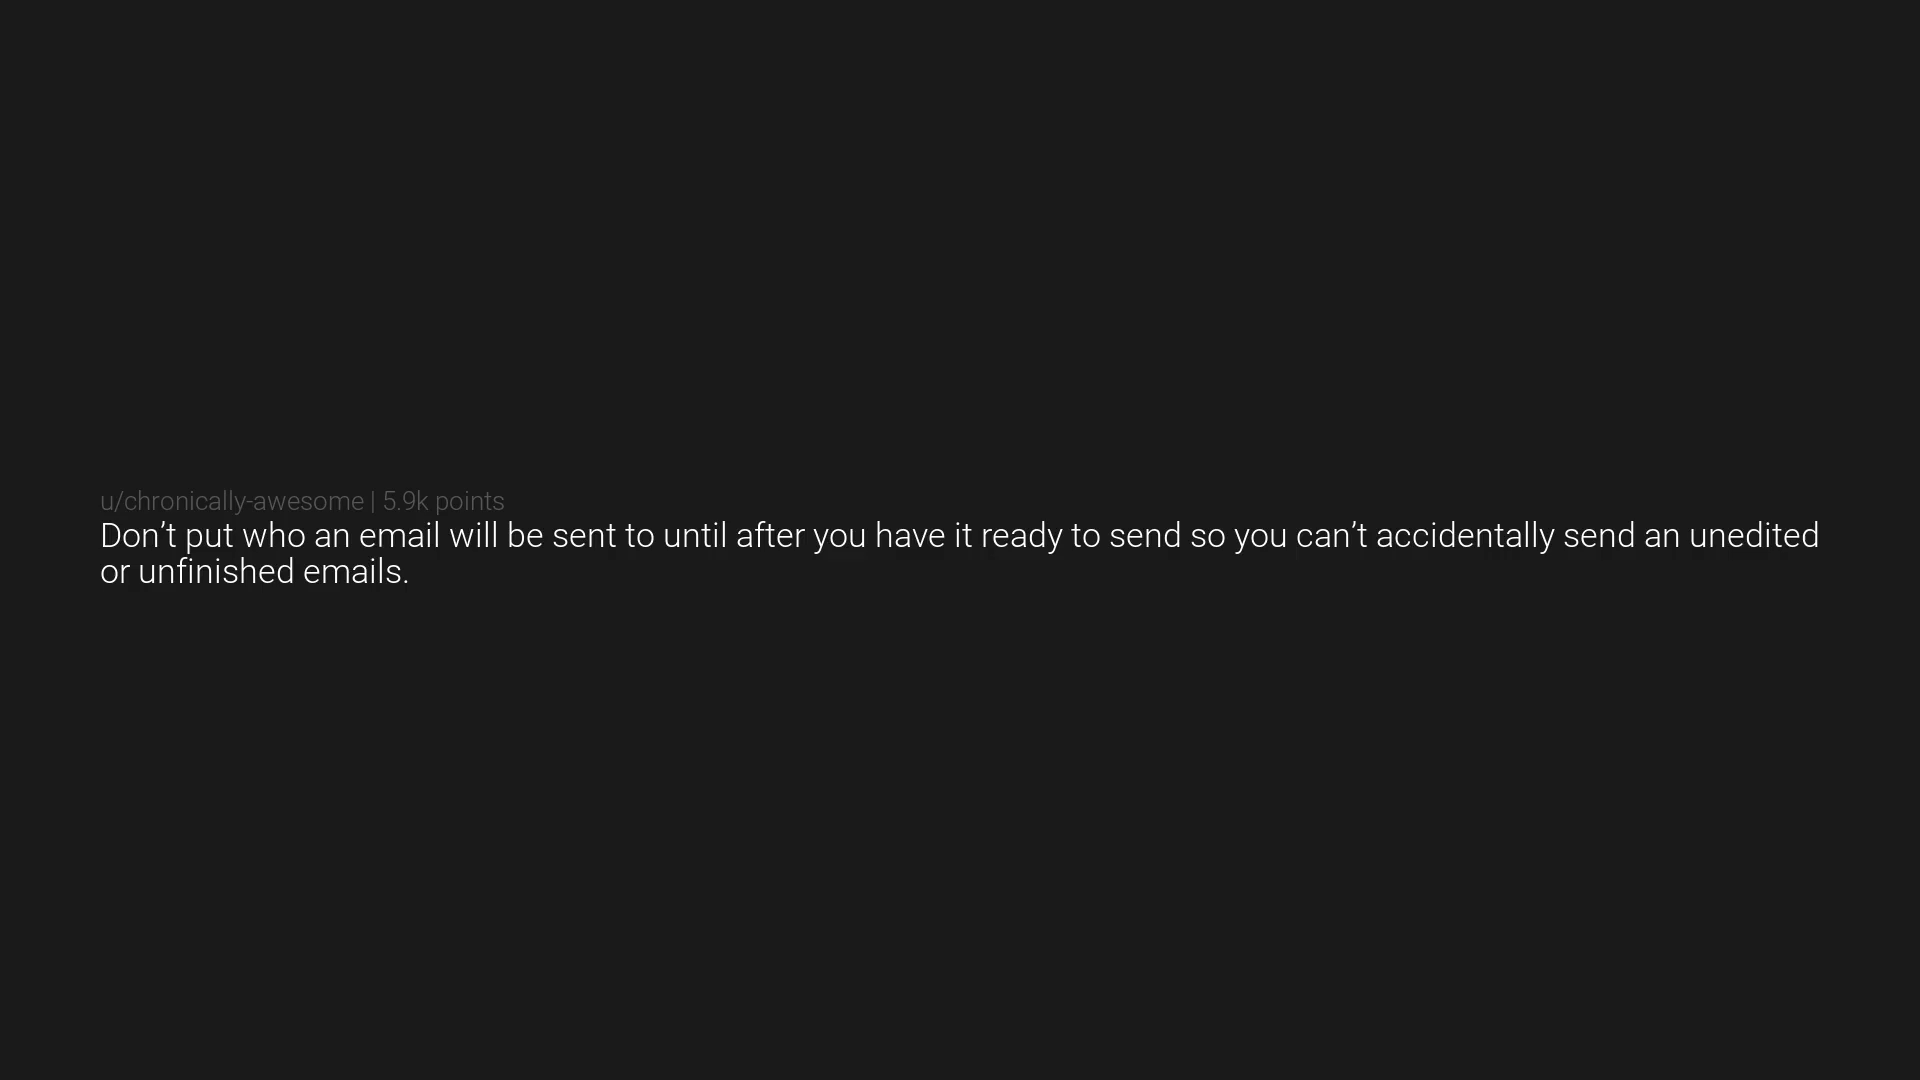 u/chronically-awesome | 5.9k points
Don’t put who an email will be sent to until after you have it ready to send so you can’t accidentally send an unedited
or unfinished emails.